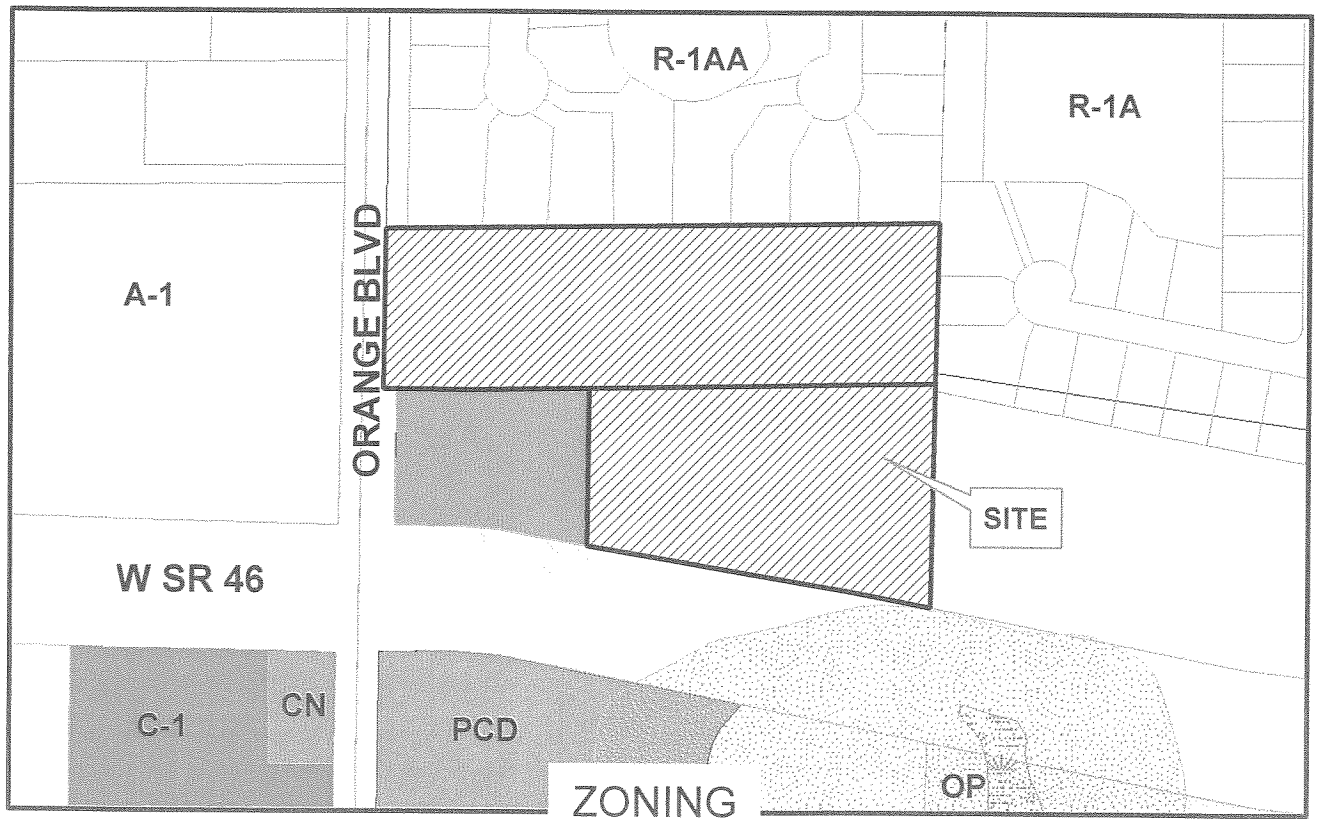 R-1AA
R-1A
A-1
ORANGE BLVD
SITE
W SR 46
C-1
CN
PCD
OP
ZONING